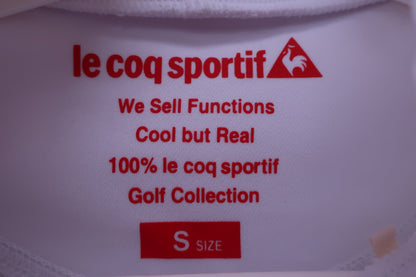 le coq sportif
We Sell Functions
Cool but Real
100% le coq sportif
Golf Collection
S SIZE